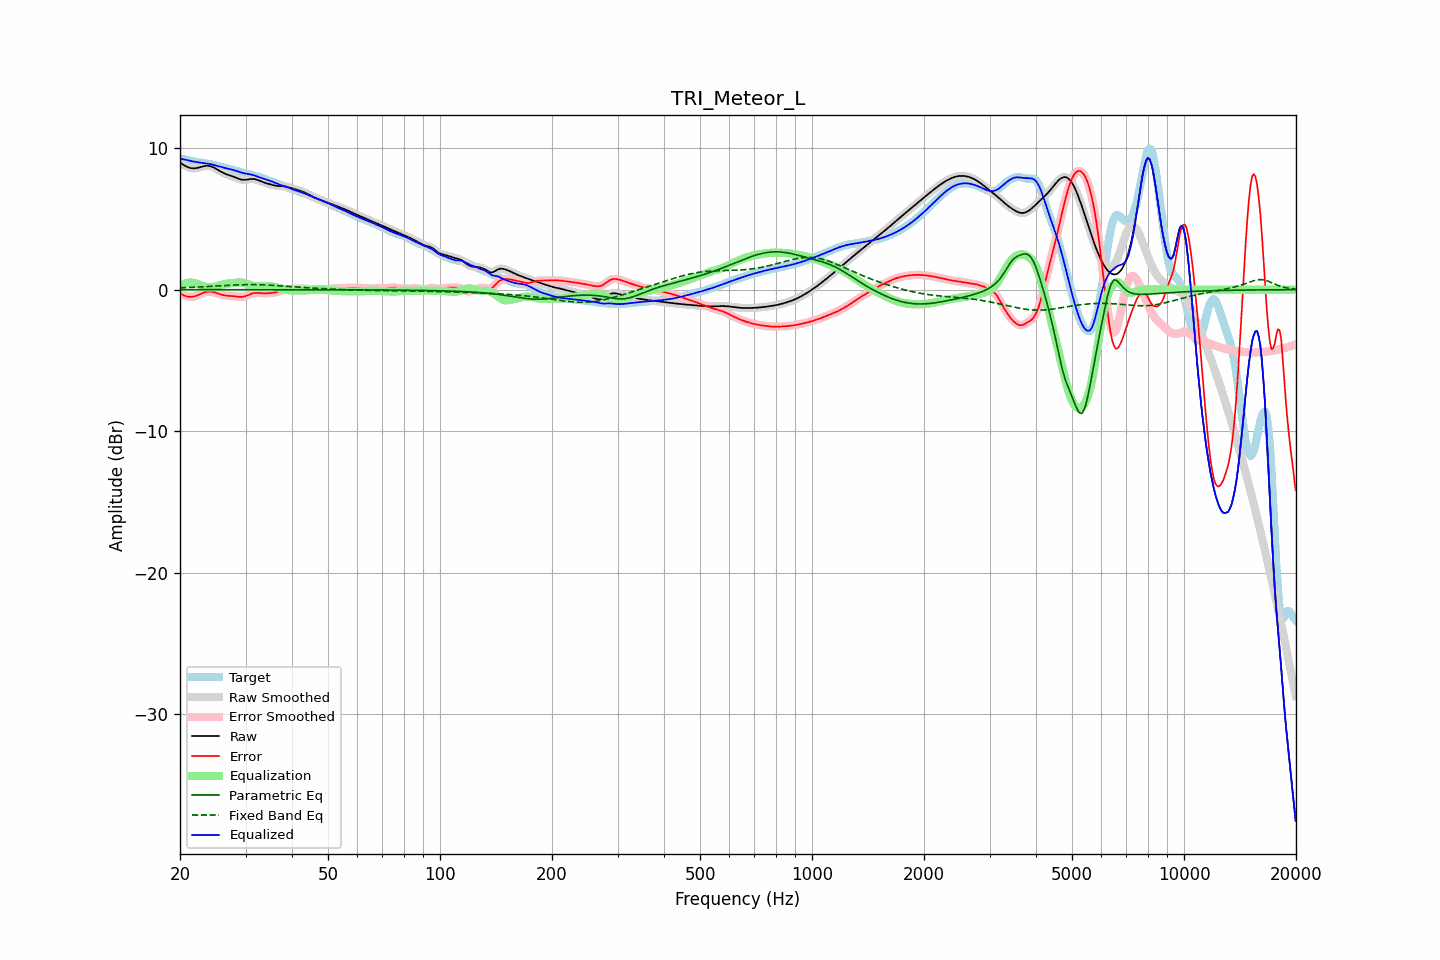 TRI_Meteor_L
Amplitude (dBr)
10
0
−10
−20
−30
Target
Raw Smoothed
Error Smoothed
Raw
Error
Equalization
Parametric Eq
Fixed Band Eq
Equalized
20 50 100 200 500 1000 2000 5000 10000 20000
Frequency (Hz)